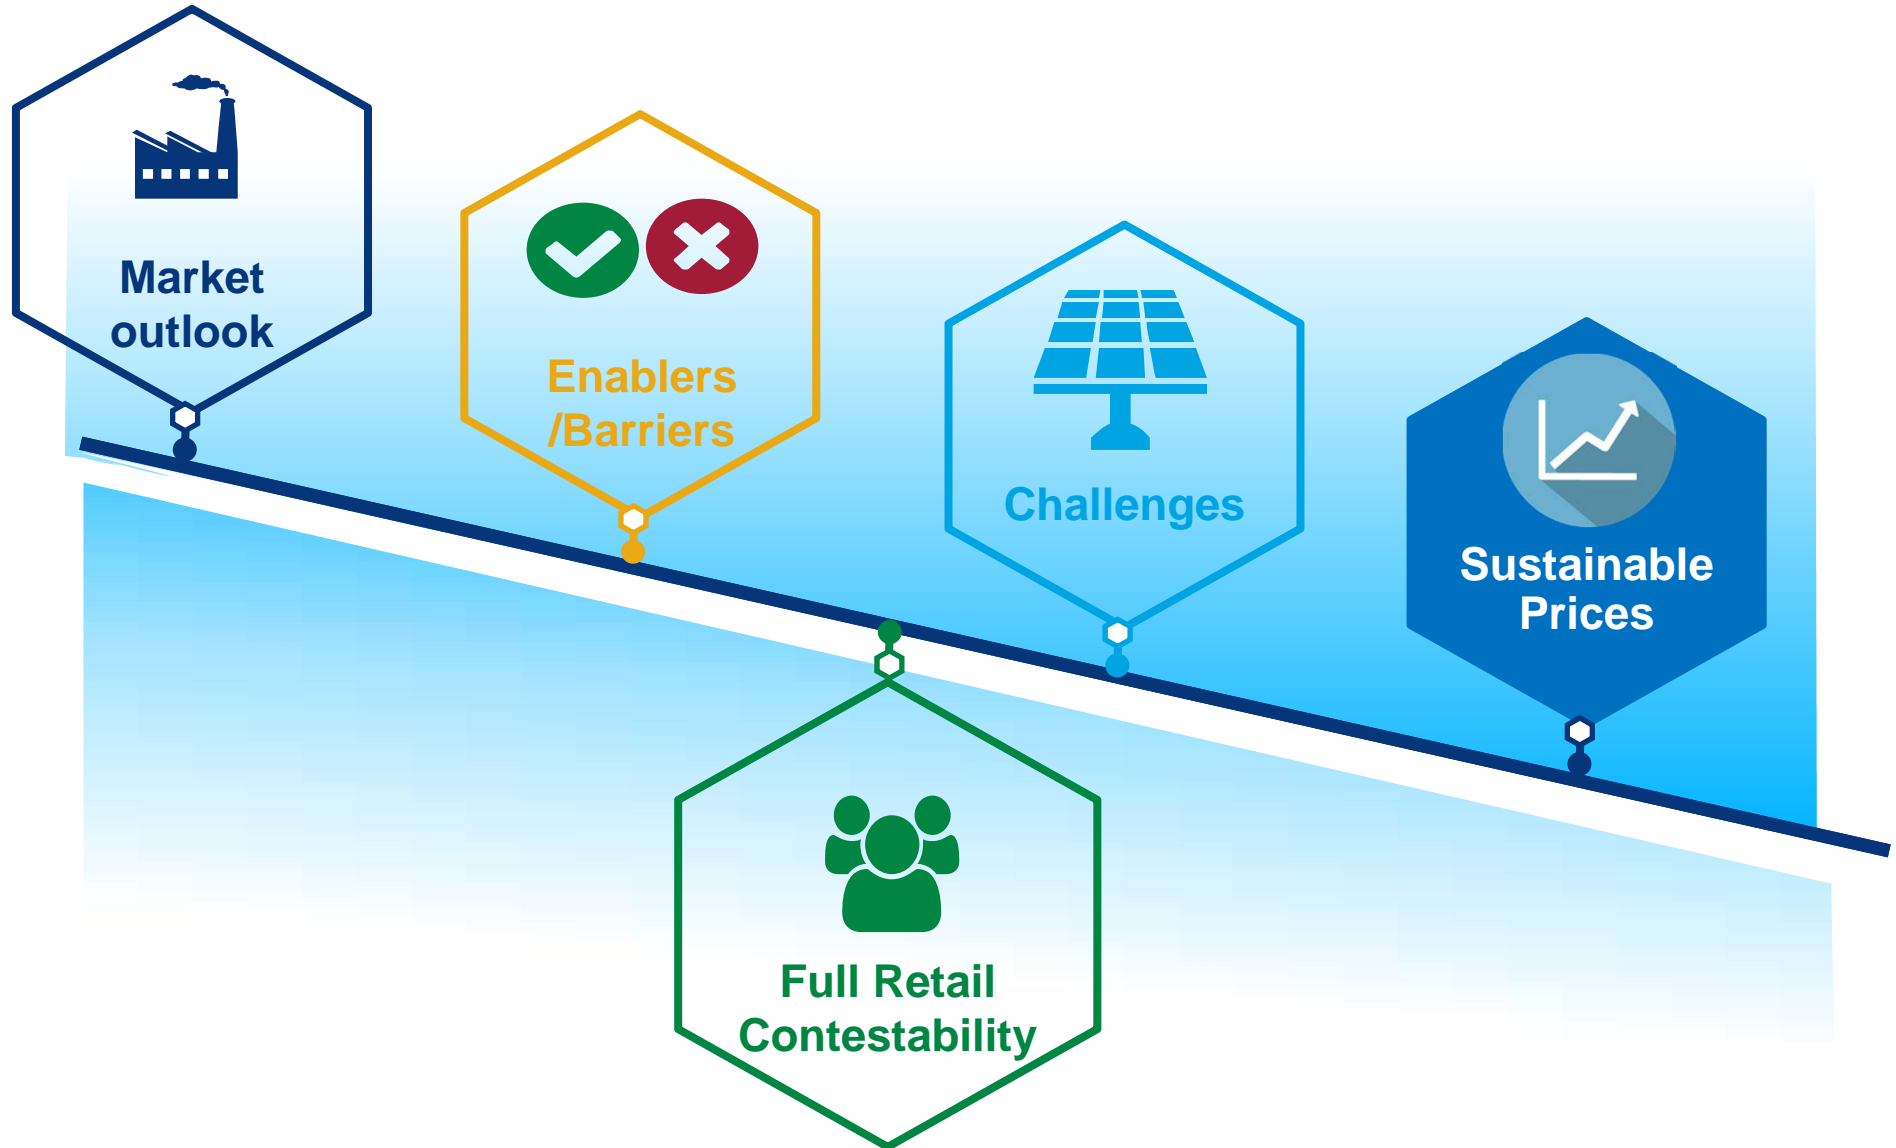 Market
outlook
Enablers
/Barriers
Challenges
Sustainable
Prices
Full Retail
Contestability